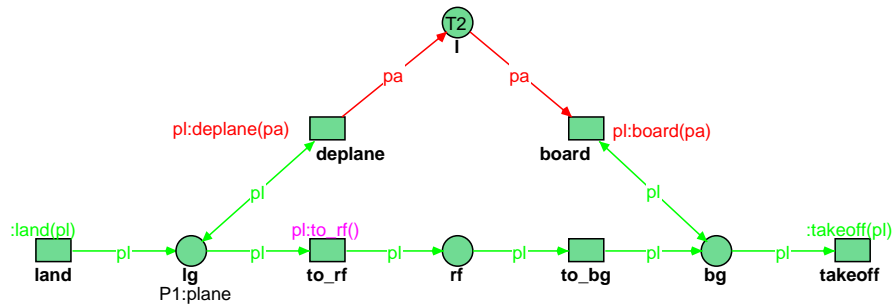 T2
l
pa
pa
pl:deplane(pa)
deplane
board
pl:board(pa)
pl
pl
:land(pl)
pl:to_rf()
:takeoff(pl)
pl
pl
pl
pl
pl
pl
land
lg
to_rf
rf
to_bg
bg
takeoff
P1:plane